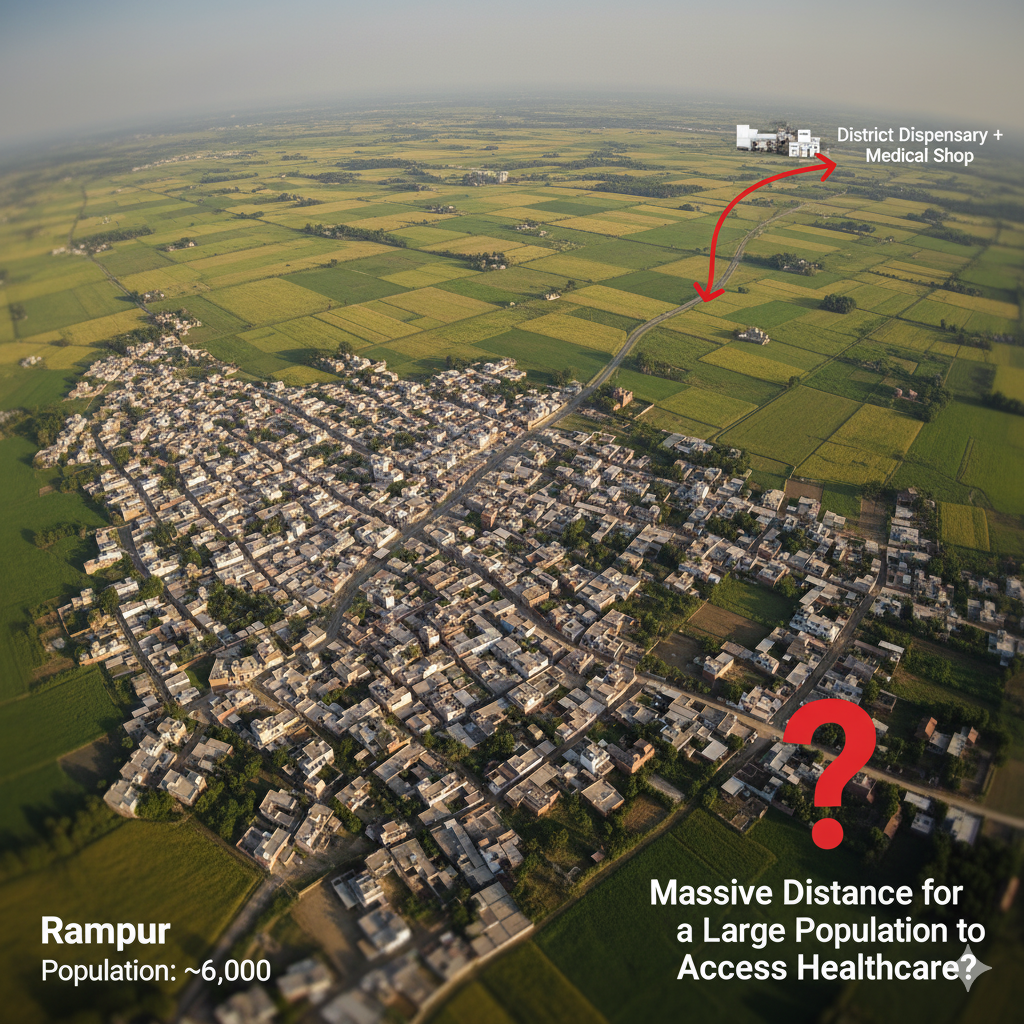 District Dispensary +
Medical Shop
Rampur
Population: ~6,000
Massive Distance for
a Large Population to
Access Healthcare?
?